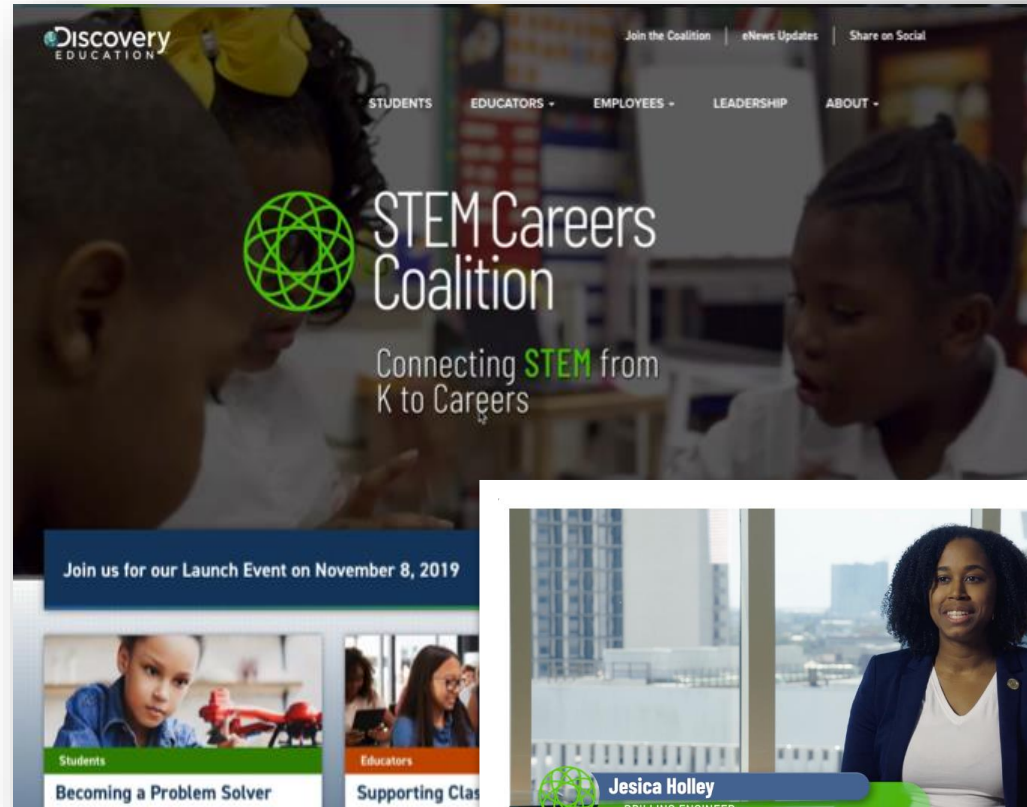 Discovery
EDUCATION
Join the Coalition | eNews Updates | Share on Social
STUDENTS EDUCATORS EMPLOYEES LEADERSHIP ABOUT
STEM Careers
Coalition
Connecting STEM from
K to Careers
Join us for our Launch Event on November 8, 2019
Students
Becoming a Problem Solver
Educators
Supporting Clas
Jesica Holley
DRILLING ENGINEER